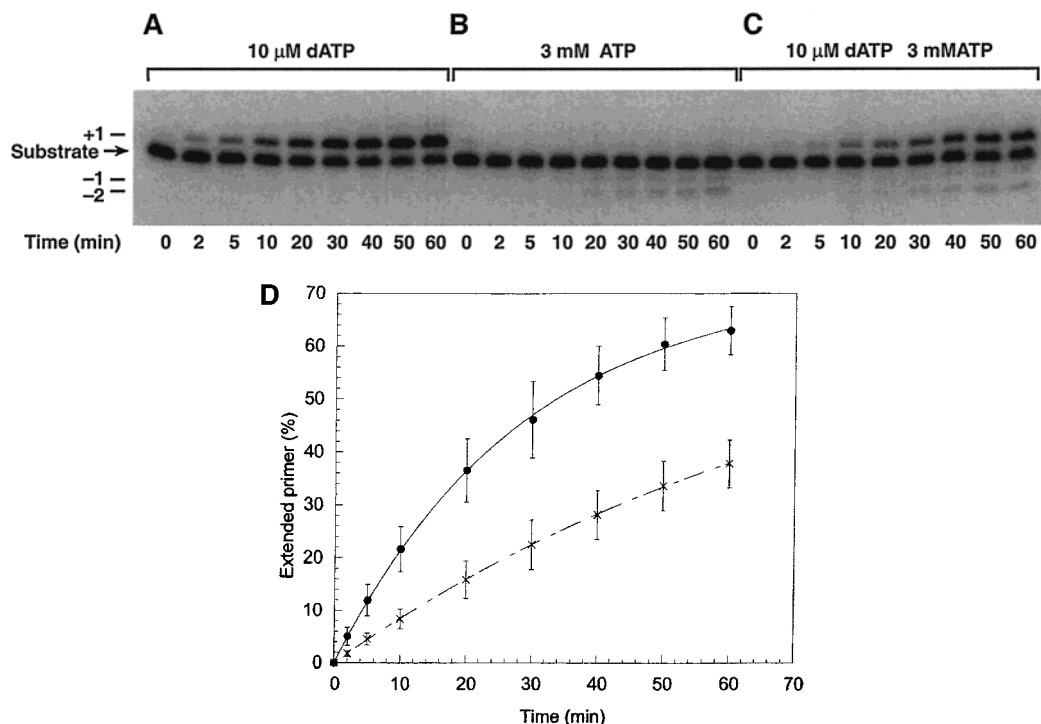 A B C
10 μM dATP 3 mM ATP 10 μM dATP 3 mMATP
+1
Substrate
–1
–2
Time (min) 0 2 5 10 20 30 40 50 60 0 2 5 10 20 30 40 50 60 0 2 5 10 20 30 40 50 60
D
70
60
50
40
30
20
10
0
Extended primer (%)
0 10 20 30 40 50 60 70
Time (min)